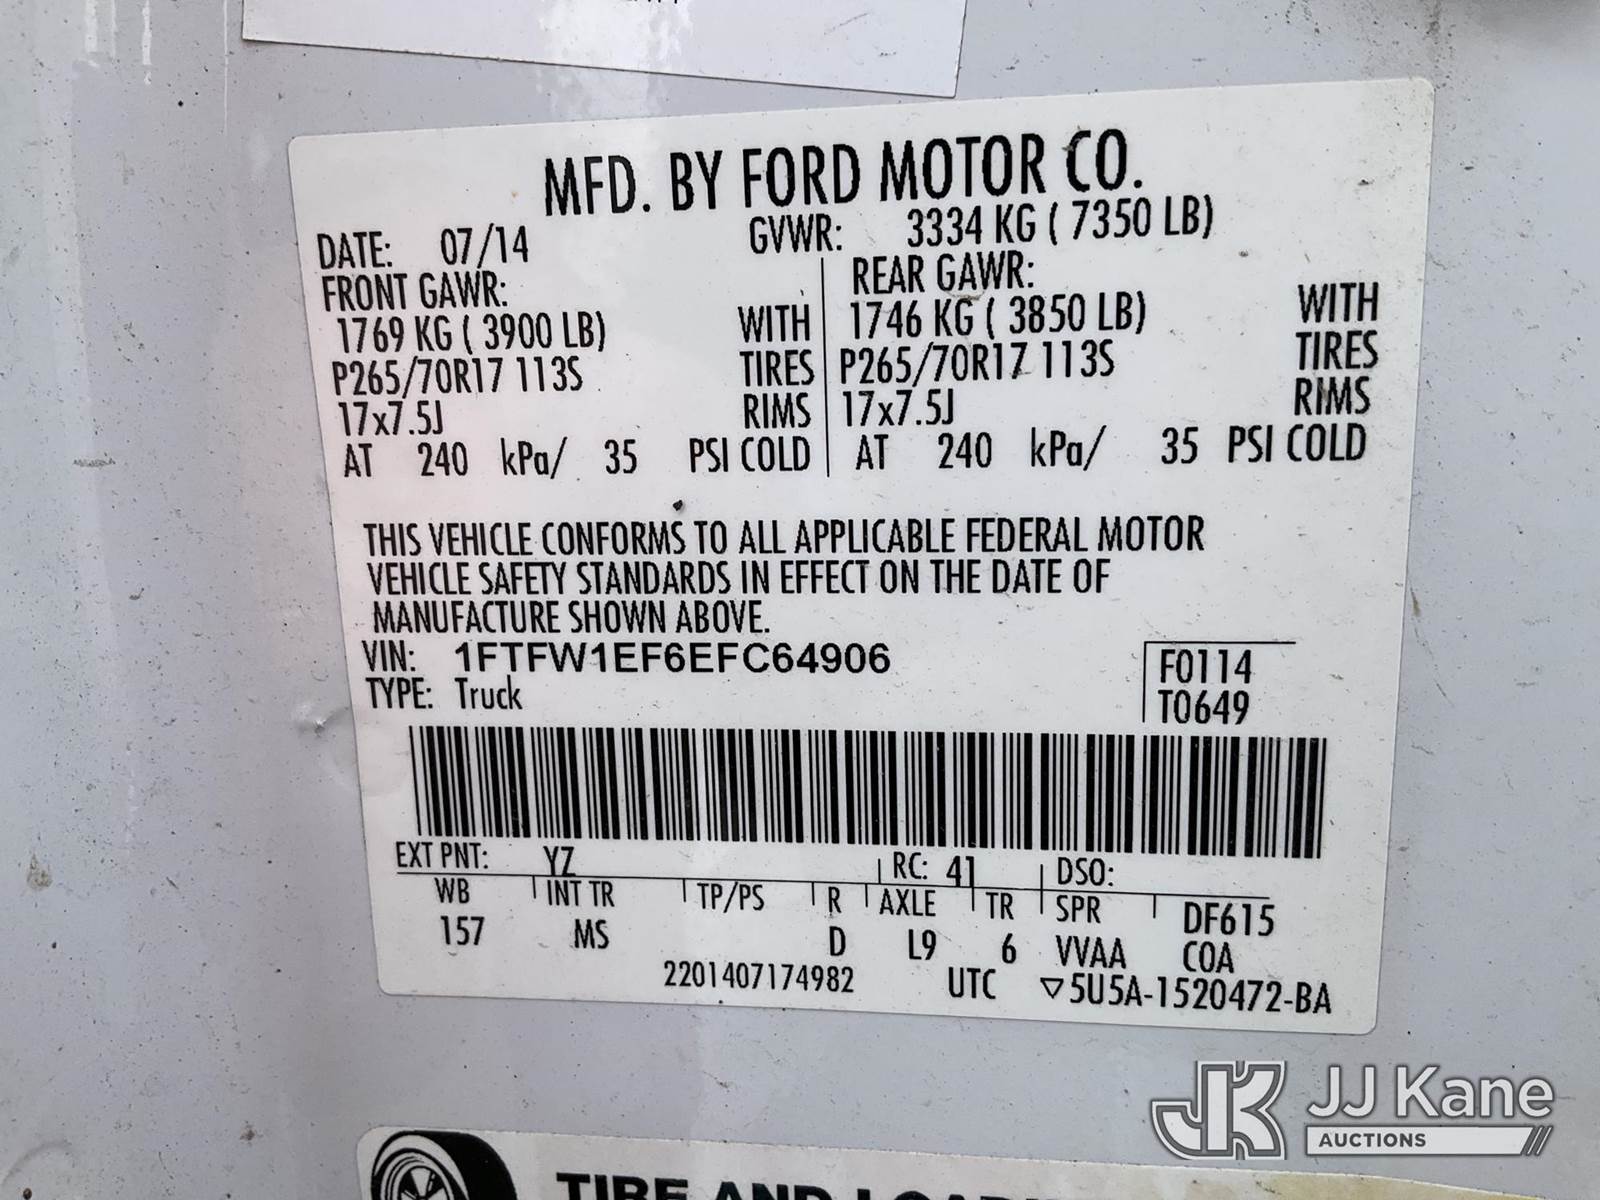 MFD. BY FORD MOTOR CO.
DATE: 07/14 GVWR: 3334 KG ( 7350 LB)
FRONT GAWR: REAR GAWR:
1769 KG ( 3900 LB) WITH 1746 KG ( 3850 LB) WITH
P265/70R17 113S TIRES P265/70R17 113S TIRES
17x7.5J RIMS 17x7.5J RIMS
AT 240 kPa/ 35 PSI COLD AT 240 kPa/ 35 PSI COLD
THIS VEHICLE CONFORMS TO ALL APPLICABLE FEDERAL MOTOR
VEHICLE SAFETY STANDARDS IN EFFECT ON THE DATE OF
MANUFACTURE SHOWN ABOVE.
VIN: 1FTFW1EF6EFC64906 F0114
TYPE: Truck T0649
EXT PNT: YZ RC: 41 DSO:
WB INT TR TP/PS R AXLE TR SPR DF615
157 MS D L9 6 VVAA COA
2201407174982 UTC ▽5U5A-1520472-BA
JK JJ Kane
AUCTIONS
TIRE AND